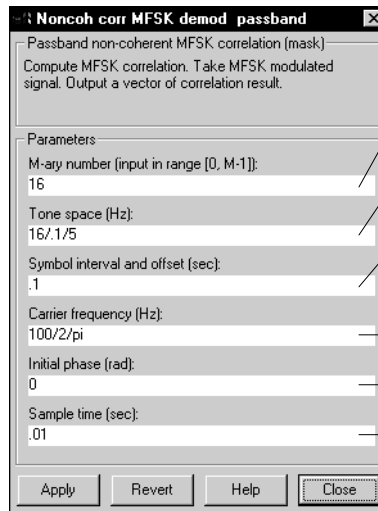 Noncoh corr MFSK demod passband
Passband non-coherent MFSK correlation (mask)
Compute MFSK correlation. Take MFSK modulated
signal. Output a vector of correlation result.
Parameters
M-ary number (input in range [0, M-1]):
16
Tone space (Hz):
16/.1/5
Symbol interval and offset (sec):
.1
Carrier frequency (Hz):
100/2/pi
Initial phase (rad):
0
Sample time (sec):
.01
Apply Revert Help Close